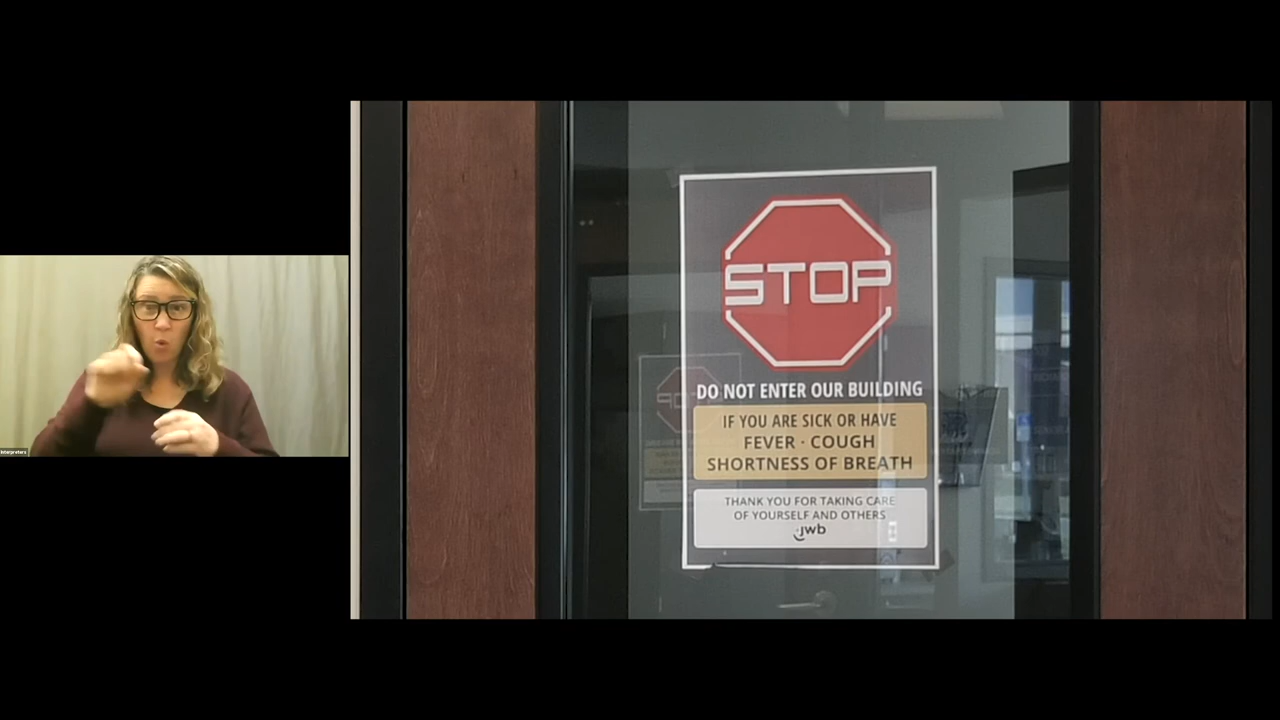 STOP
DO NOT ENTER OUR BUILDING
IF YOU ARE SICK OR HAVE
FEVER · COUGH
SHORTNESS OF BREATH
THANK YOU FOR TAKING CARE
OF YOURSELF AND OTHERS
jwb
Interpreters